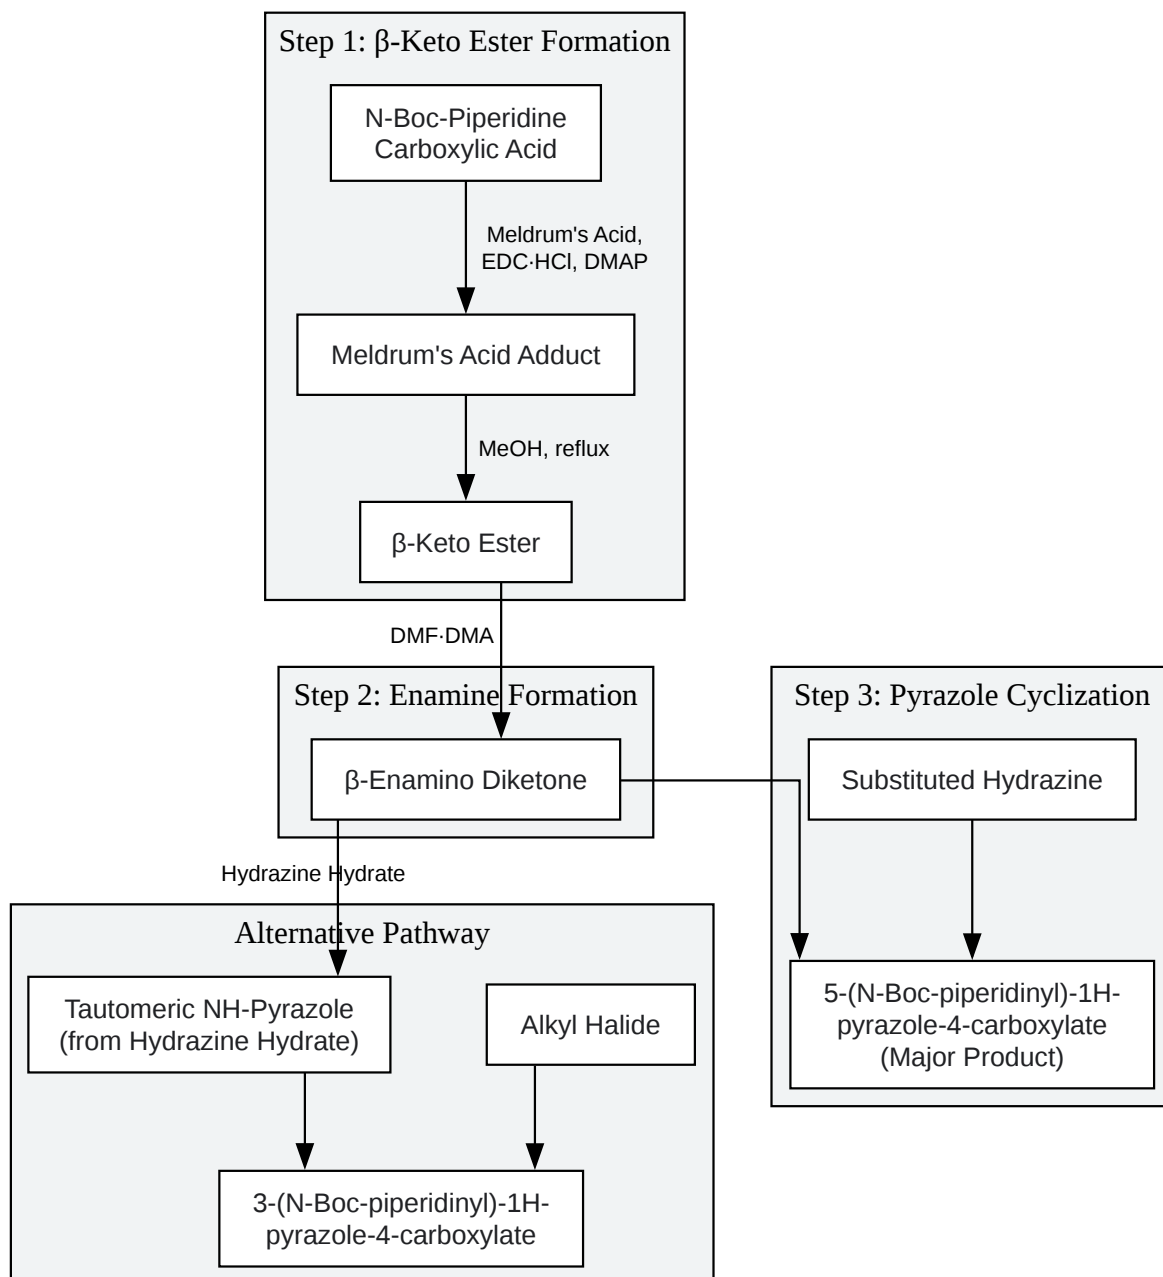 Step 1: β-Keto Ester Formation
N-Boc-Piperidine
Carboxylic Acid
Meldrum's Acid,
EDC·HCl, DMAP
Meldrum's Acid Adduct
MeOH, reflux
β-Keto Ester
DMF·DMA
Step 2: Enamine Formation
β-Enamino Diketone
Step 3: Pyrazole Cyclization
Substituted Hydrazine
5-(N-Boc-piperidinyl)-1H-
pyrazole-4-carboxylate
(Major Product)
Hydrazine Hydrate
Alternative Pathway
Tautomeric NH-Pyrazole
(from Hydrazine Hydrate)
Alkyl Halide
3-(N-Boc-piperidinyl)-1H-
pyrazole-4-carboxylate